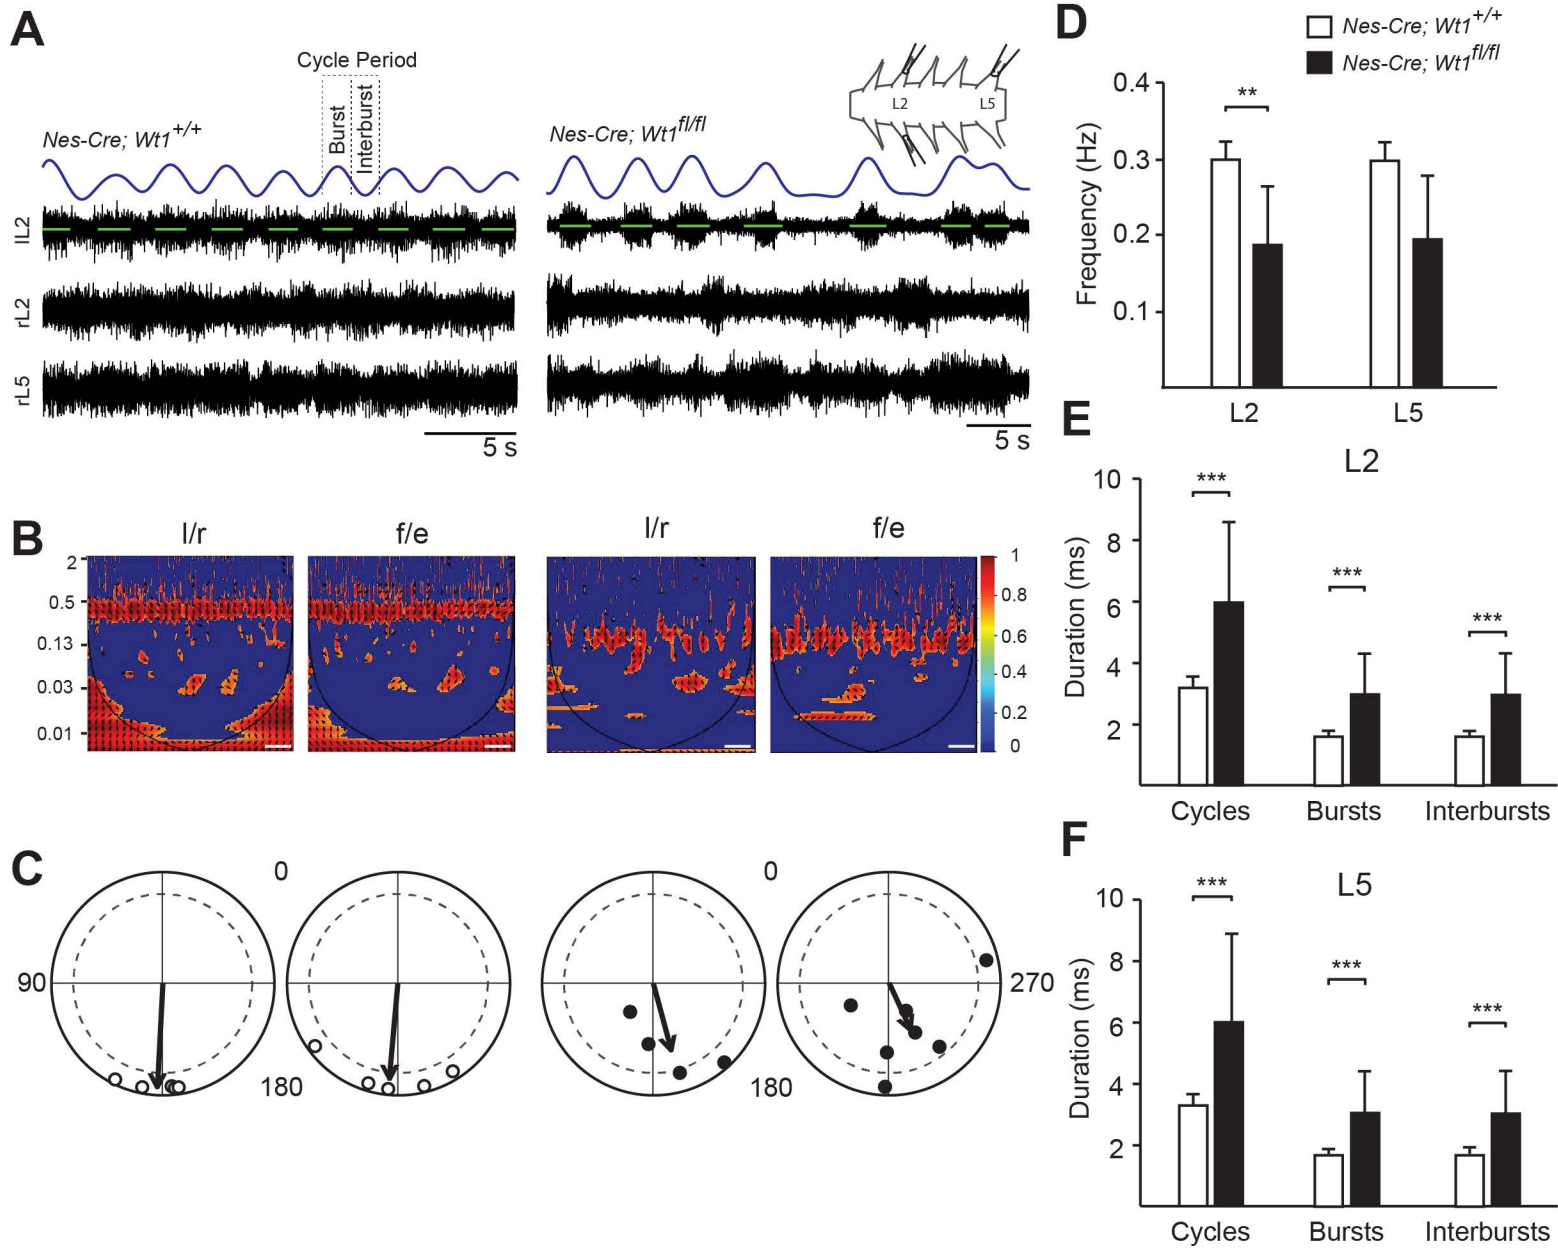 A
Cycle Period
Burst
Interburst
Nes-Cre; Wt1+/+
Nes-Cre; Wt1fl/fl
L2
L5
lL2
rL2
rL5
5 s
5 s
B
l/r
f/e
l/r
f/e
2
0.5
0.13
0.03
0.01
1
0.8
0.6
0.4
0.2
0
C
0
0
90
270
180
180
D
Nes-Cre; Wt1+/+
Nes-Cre; Wt1fl/fl
Frequency (Hz)
0.4
0.3
0.2
0.1
**
L2
L5
E
L2
Duration (ms)
10
8
6
4
2
***
***
***
Cycles
Bursts
Interbursts
F
L5
Duration (ms)
10
8
6
4
2
***
***
***
Cycles
Bursts
Interbursts